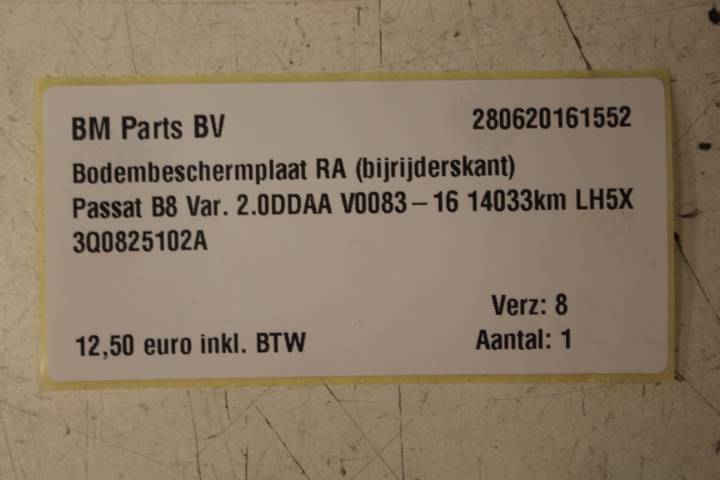 BM Parts BV 280620161552
Bodembeschermplaat RA (bijrijderskant)
Passat B8 Var. 2.0DDAA V0083-16 14033km LH5X
3Q0825102A
Verz: 8
12,50 euro inkl. BTW Aantal: 1